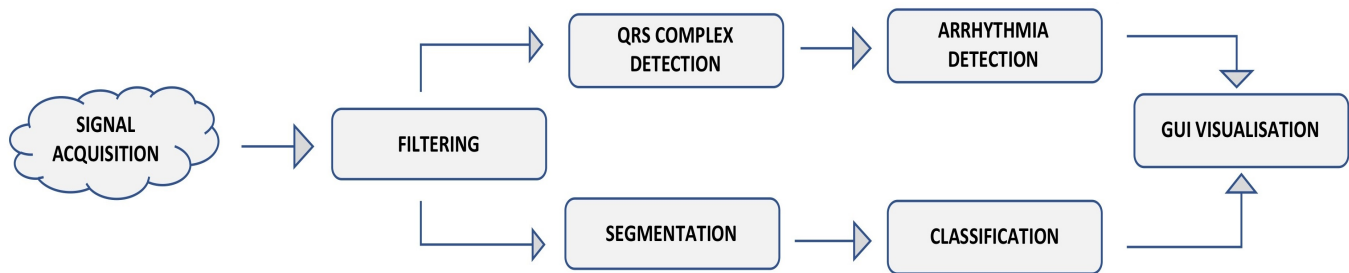 SIGNAL
ACQUISITION
FILTERING
QRS COMPLEX
DETECTION
ARRHYTHMIA
DETECTION
SEGMENTATION
CLASSIFICATION
GUI VISUALISATION